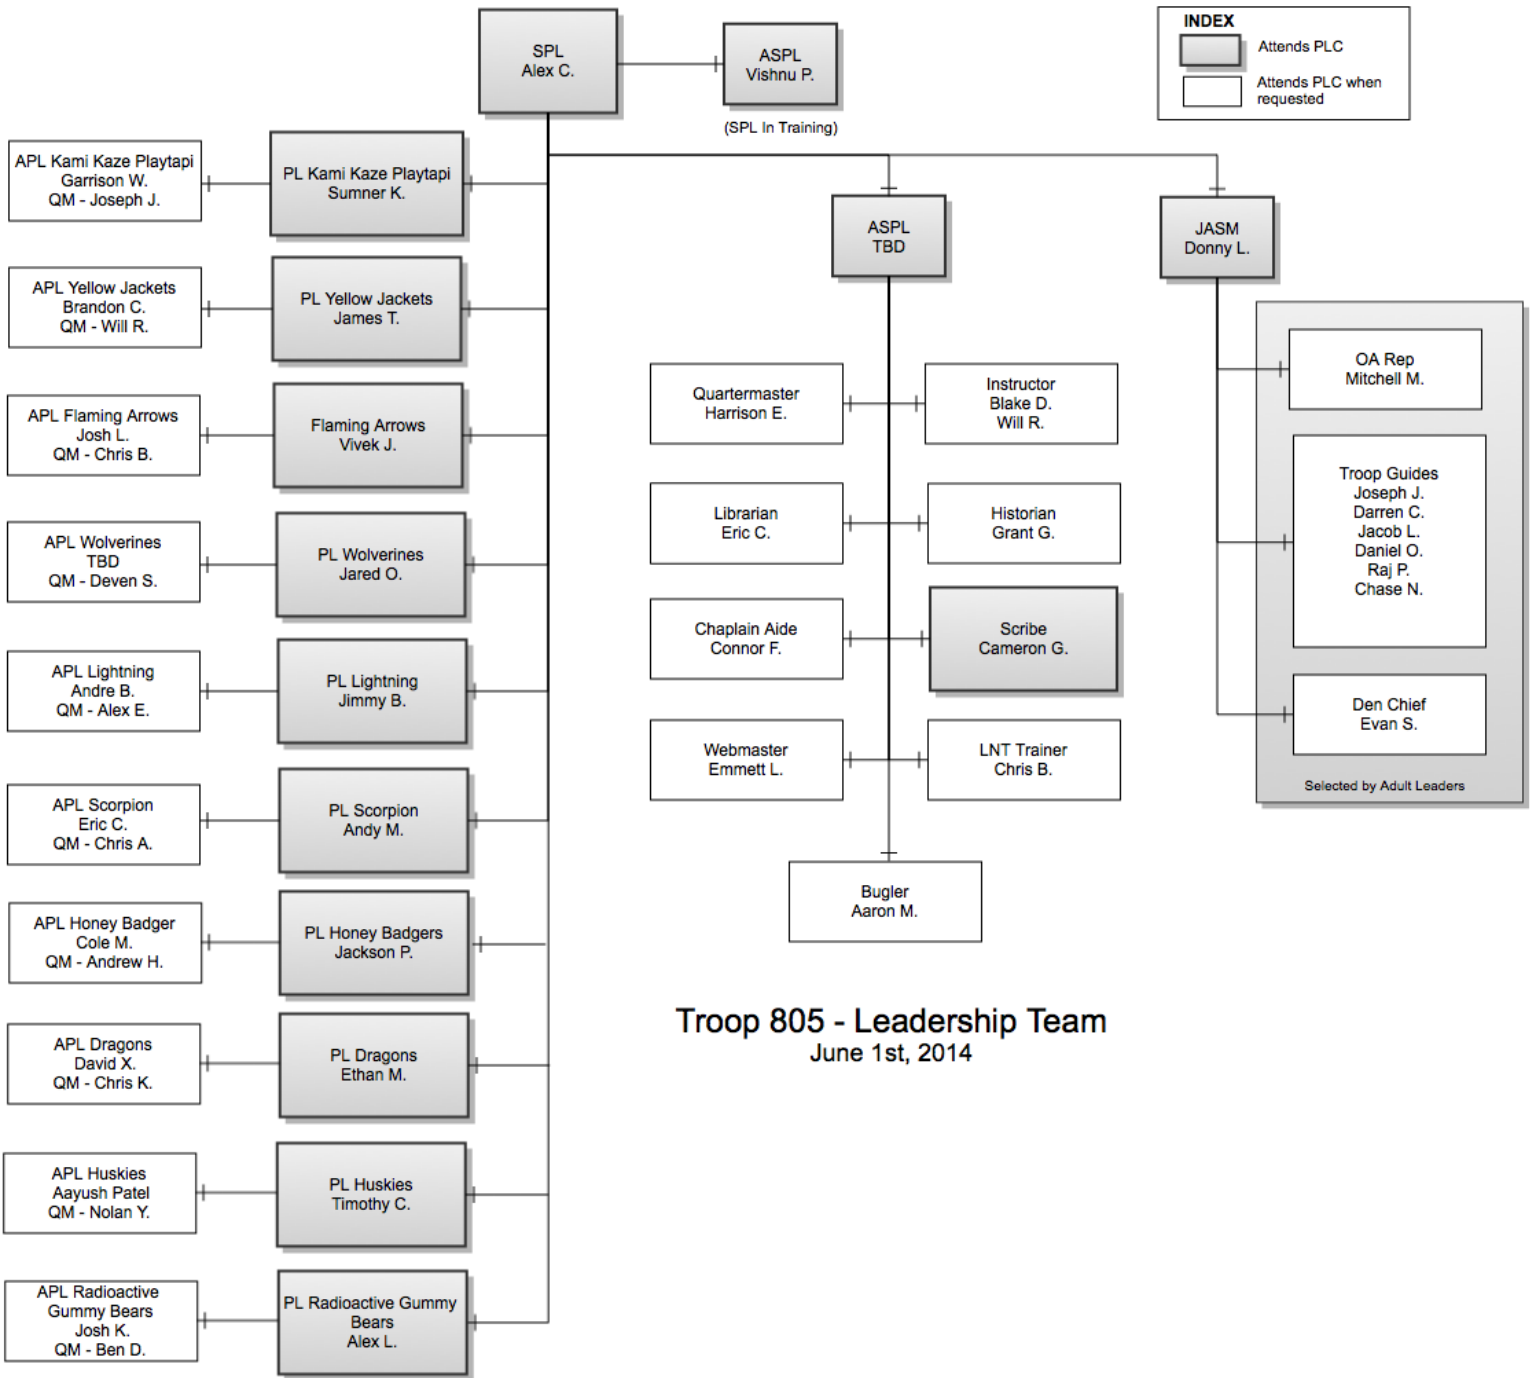 SPL
Alex C.
ASPL
Vishnu P.
(SPL In Training)
INDEX
Attends PLC
Attends PLC when
requested
APL Kami Kaze Playtapi
Garrison W.
QM - Joseph J.
PL Kami Kaze Playtapi
Sumner K.
ASPL
TBD
JASM
Donny L.
APL Yellow Jackets
Brandon C.
QM - Will R.
PL Yellow Jackets
James T.
APL Flaming Arrows
Josh L.
QM - Chris B.
Flaming Arrows
Vivek J.
APL Wolverines
TBD
QM - Deven S.
PL Wolverines
Jared O.
APL Lightning
Andre B.
QM - Alex E.
PL Lightning
Jimmy B.
APL Scorpion
Eric C.
QM - Chris A.
PL Scorpion
Andy M.
APL Honey Badger
Cole M.
QM - Andrew H.
PL Honey Badgers
Jackson P.
APL Dragons
David X.
QM - Chris K.
PL Dragons
Ethan M.
APL Huskies
Aayush Patel
QM - Nolan Y.
PL Huskies
Timothy C.
APL Radioactive
Gummy Bears
Josh K.
QM - Ben D.
PL Radioactive Gummy
Bears
Alex L.
Quartermaster
Harrison E.
Instructor
Blake D.
Will R.
Librarian
Eric C.
Historian
Grant G.
Chaplain Aide
Connor F.
Scribe
Cameron G.
Webmaster
Emmett L.
LNT Trainer
Chris B.
Bugler
Aaron M.
OA Rep
Mitchell M.
Troop Guides
Joseph J.
Darren C.
Jacob L.
Daniel O.
Raj P.
Chase N.
Den Chief
Evan S.
Selected by Adult Leaders
Troop 805 - Leadership Team
June 1st, 2014